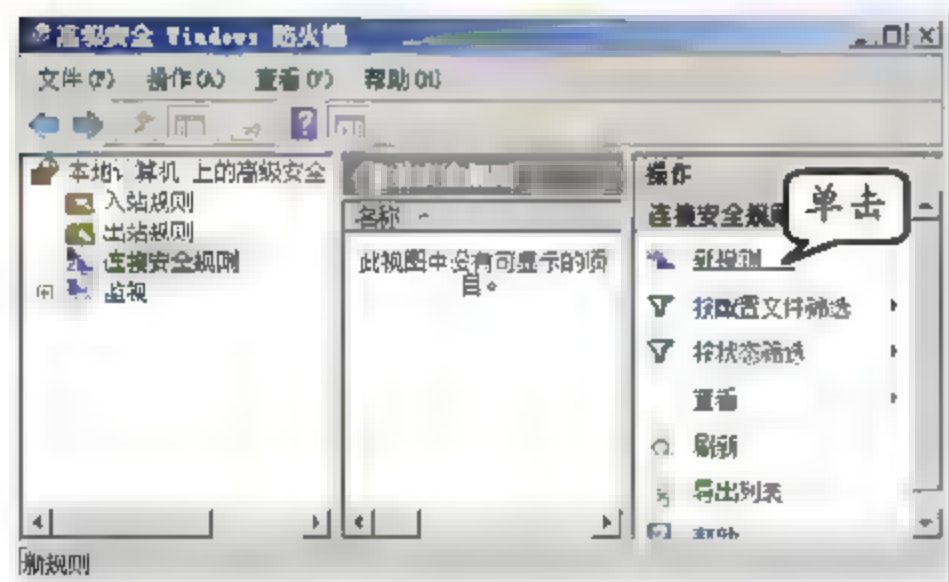 高级安全 Windows 防火墙
文件(F) 操作(A) 查看(V) 帮助(H)
本地计算机 上的高级安全
入站规则
出站规则
连接安全规则
监视
名称
此视图中没有可显示的项
目。
操作
连接安全规则
单击
新规则
按配置文件筛选
按状态筛选
查看
刷新
导出列表
新规则